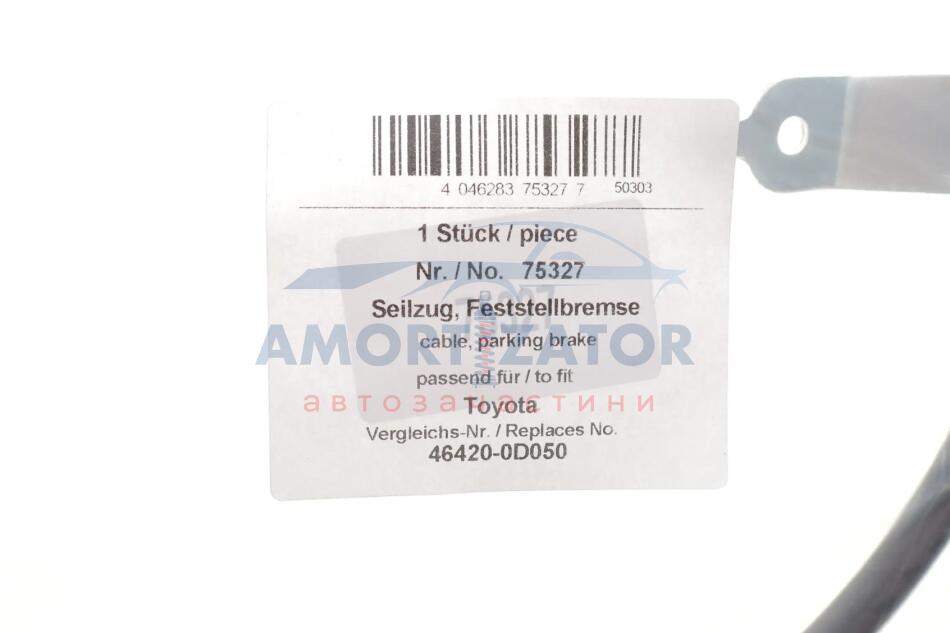 4 046283 75327 7 50303
1 Stück / piece
Nr. / No. 75327
75327
Seilzug, Feststellbremse
AMORTIZATOR
cable, parking brake
passend für / to fit
автозапчастини
Toyota
Vergleichs-Nr. / Replaces No.
46420-0D050